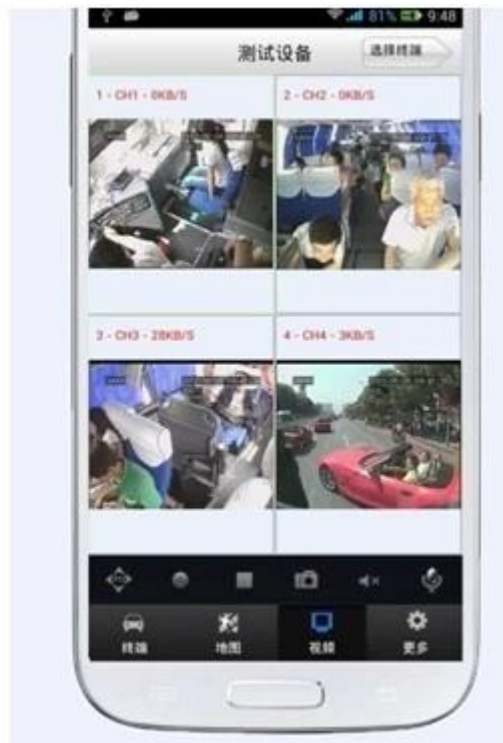 81% 9:48
测试设备 选择终端
1 - CH1 - 0KB/S 2 - CH2 - 0KB/S
3 - CH3 - 28KB/S 4 - CH4 - 3KB/S
终端 地图 视频 更多